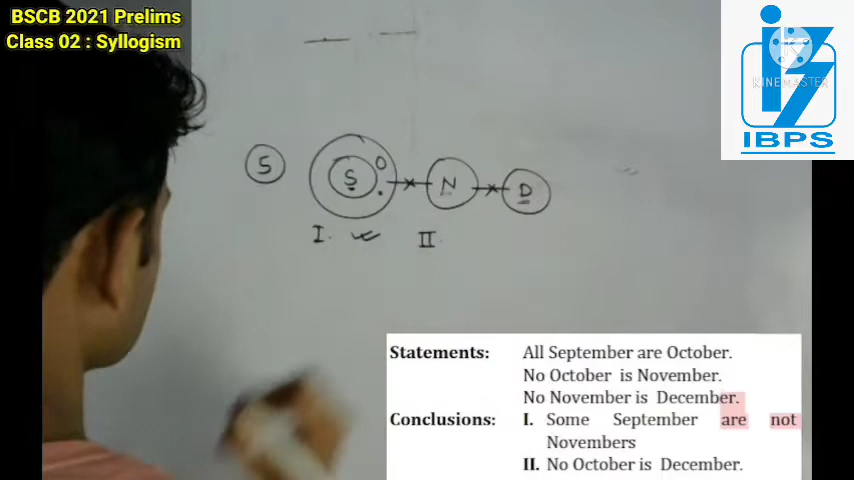 BSCB 2021 Prelims
Class 02 : Syllogism
KINEMASTER
IBPS
5
S O N D
I. II.
Statements: All September are October.
No October is November.
No November is December.
Conclusions: I. Some September are not
Novembers
II. No October is December.